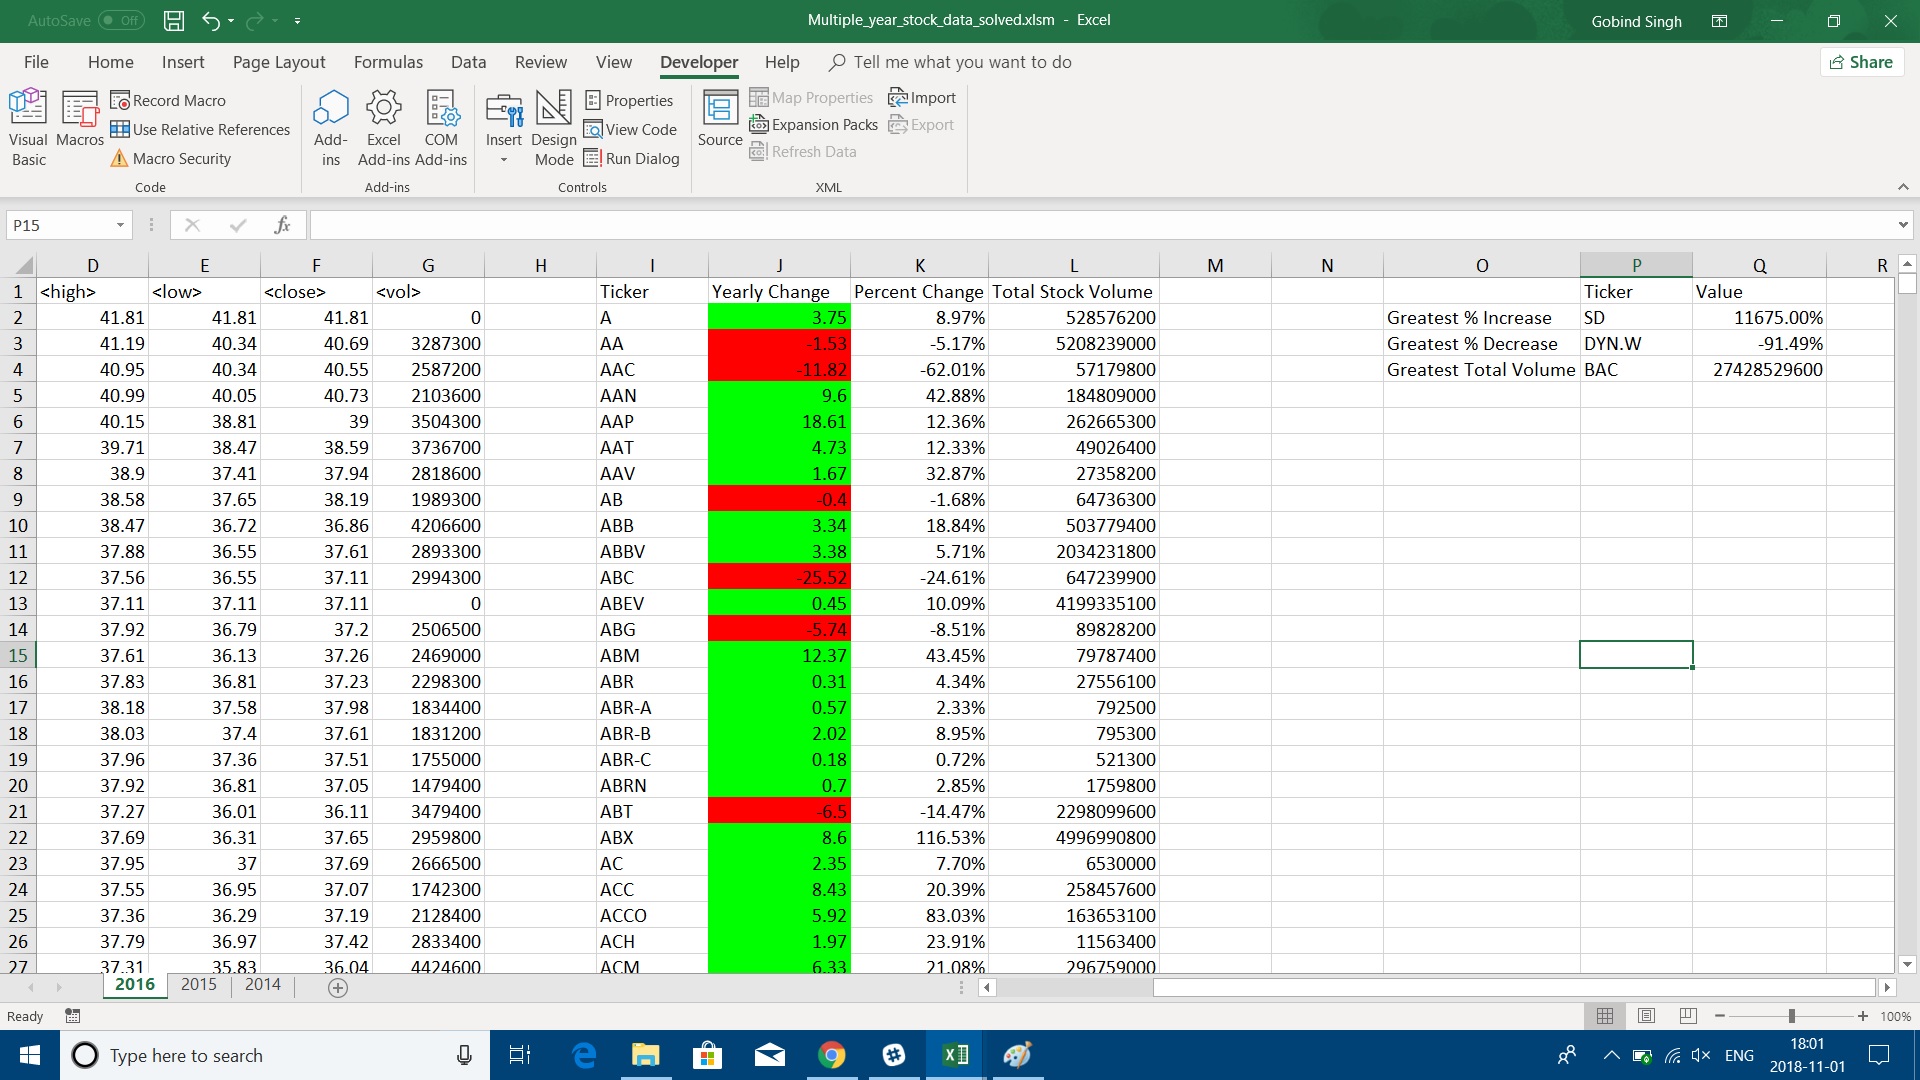 AutoSave Off Multiple_year_stock_data_solved.xlsm - Excel Gobind Singh
File Home Insert Page Layout Formulas Data Review View Developer Help Tell me what you want to do Share
Visual Basic
Macros
Record Macro
Use Relative References
Macro Security
Code
Add-ins
Excel Add-ins
COM Add-ins
Add-ins
Insert
Design Mode
Properties
View Code
Run Dialog
Controls
Source
Map Properties
Expansion Packs
Refresh Data
Import
Export
XML
P15 fx
D E F G H I J K L M N O P Q R
1 <high> <low> <close> <vol> Ticker Yearly Change Percent Change Total Stock Volume Ticker Value
2 41.81 41.81 41.81 0 A 3.75 8.97% 528576200 Greatest % Increase SD 11675.00%
3 41.19 40.34 40.69 3287300 AA -1.53 -5.17% 5208239000 Greatest % Decrease DYN.W -91.49%
4 40.95 40.34 40.55 2587200 AAC -11.82 -62.01% 57179800 Greatest Total Volume BAC 27428529600
5 40.99 40.05 40.73 2103600 AAN 9.6 42.88% 184809000
6 40.15 38.81 39 3504300 AAP 18.61 12.36% 262665300
7 39.71 38.47 38.59 3736700 AAT 4.73 12.33% 49026400
8 38.9 37.41 37.94 2818600 AAV 1.67 32.87% 27358200
9 38.58 37.65 38.19 1989300 AB -0.4 -1.68% 64736300
10 38.47 36.72 36.86 4206600 ABB 3.34 18.84% 503779400
11 37.88 36.55 37.61 2893300 ABBV 3.38 5.71% 2034231800
12 37.56 36.55 37.11 2994300 ABC -25.52 -24.61% 647239900
13 37.11 37.11 37.11 0 ABEV 0.45 10.09% 4199335100
14 37.92 36.79 37.2 2506500 ABG -5.74 -8.51% 89828200
15 37.61 36.13 37.26 2469000 ABM 12.37 43.45% 79787400
16 37.83 36.81 37.23 2298300 ABR 0.31 4.34% 27556100
17 38.18 37.58 37.98 1834400 ABR-A 0.57 2.33% 792500
18 38.03 37.4 37.61 1831200 ABR-B 2.02 8.95% 795300
19 37.96 37.36 37.51 1755000 ABR-C 0.18 0.72% 521300
20 37.92 36.81 37.05 1479400 ABRN 0.7 2.85% 1759800
21 37.27 36.01 36.11 3479400 ABT -6.5 -14.47% 2298099600
22 37.69 36.31 37.65 2959800 ABX 8.6 116.53% 4996990800
23 37.95 37 37.69 2666500 AC 2.35 7.70% 6530000
24 37.55 36.95 37.07 1742300 ACC 8.43 20.39% 258457600
25 37.36 36.29 37.19 2128400 ACCO 5.92 83.03% 163653100
26 37.79 36.97 37.42 2833400 ACH 1.97 23.91% 11563400
27 37.31 35.83 36.04 4424600 ACM 6.33 21.08% 296759000
2016 2015 2014
Ready 100%
Type here to search ENG 18:01
2018-11-01